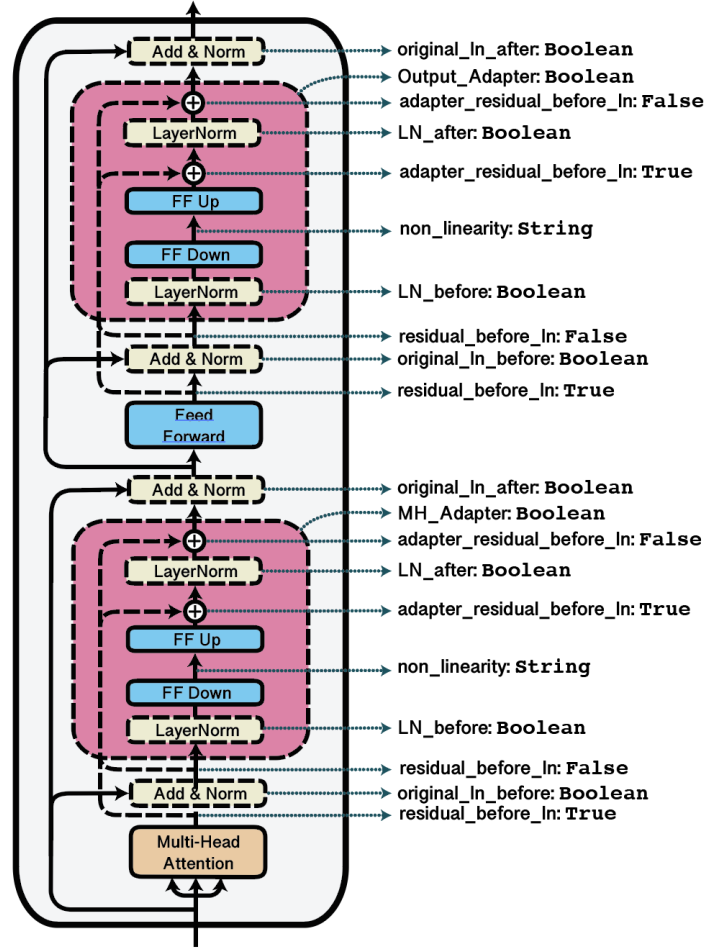 Add & Norm
original_ln_after: Boolean
Output_Adapter: Boolean
adapter_residual_before_ln: False
LayerNorm
LN_after: Boolean
adapter_residual_before_ln: True
FF Up
non_linearity: String
FF Down
LayerNorm
LN_before: Boolean
residual_before_ln: False
Add & Norm
original_ln_before: Boolean
residual_before_ln: True
Feed
Forward
Add & Norm
original_ln_after: Boolean
MH_Adapter: Boolean
adapter_residual_before_ln: False
LayerNorm
LN_after: Boolean
adapter_residual_before_ln: True
FF Up
non_linearity: String
FF Down
LayerNorm
LN_before: Boolean
residual_before_ln: False
Add & Norm
original_ln_before: Boolean
residual_before_ln: True
Multi-Head
Attention